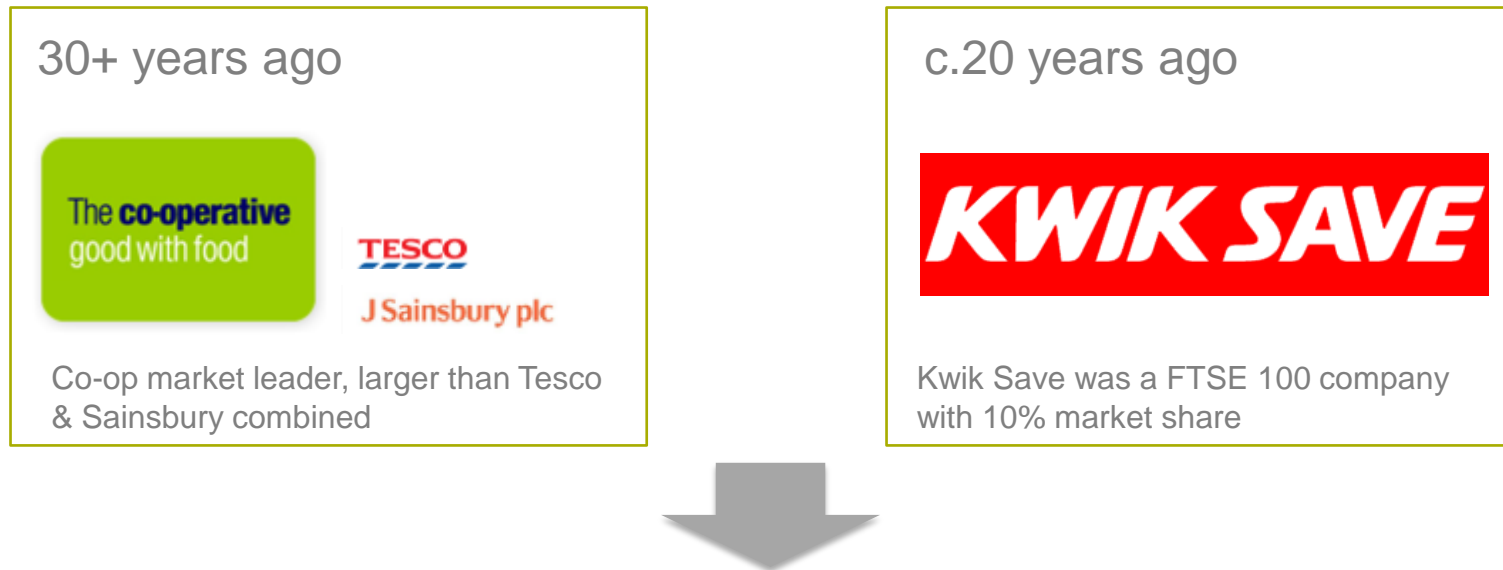 30+ years ago
The co-operative
good with food
TESCO
J Sainsbury plc
Co-op market leader, larger than Tesco
& Sainsbury combined
c.20 years ago
KWIK SAVE
Kwik Save was a FTSE 100 company
with 10% market share